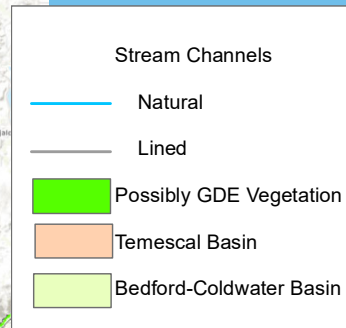 Stream Channels
Natural
Lined
Possibly GDE Vegetation
Temescal Basin
Bedford-Coldwater Basin